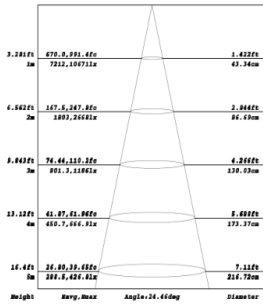 3.281ft 670.0,991.4fc 1.422ft
1m 7212,10671lx 43.34cm
6.562ft 167.5,247.8fc 2.844ft
2m 1803,2668lx 86.69cm
9.843ft 74.44,110.2fc 4.266ft
3m 801.3,1186lx 130.03cm
13.12ft 41.87,61.96fc 5.688ft
4m 450.7,666.9lx 173.37cm
16.4ft 26.80,39.65fc 7.11ft
5m 288.5,426.8lx 216.72cm
Height Eavg,Emax Angle:24.46deg Diameter